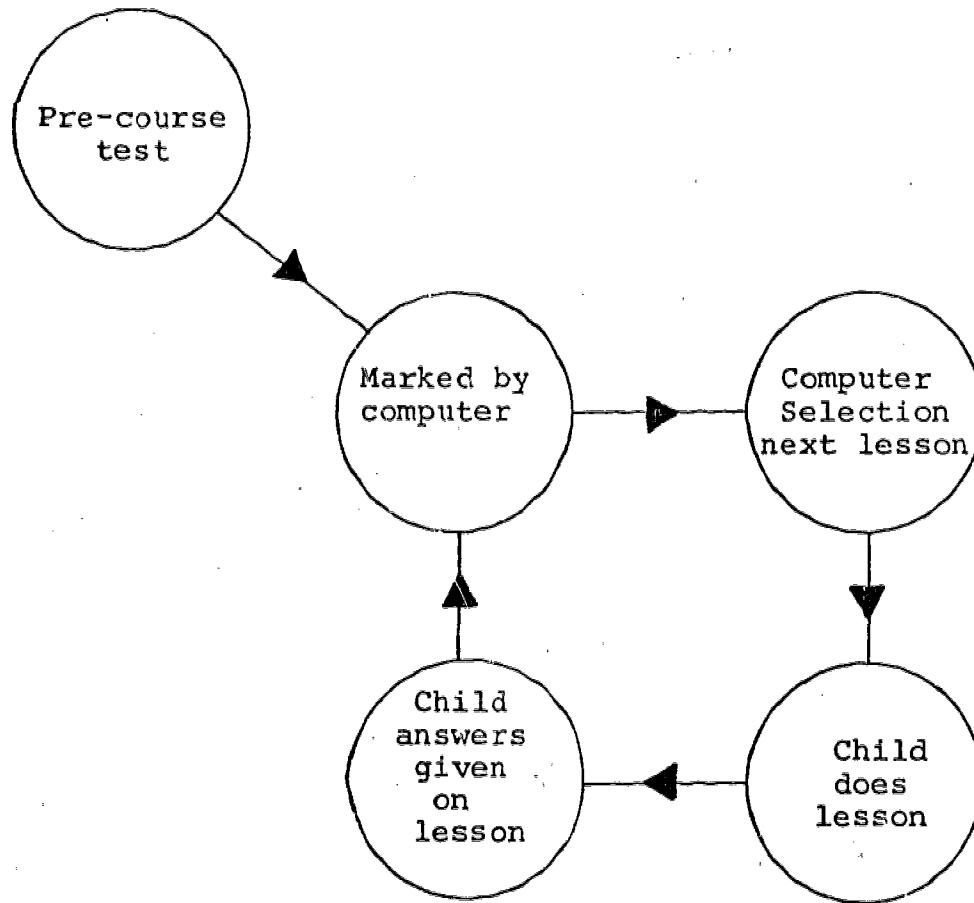 Pre-course
test
Marked by
computer
Computer
Selection
next lesson
Child
does
lesson
Child
answers
given
on
lesson